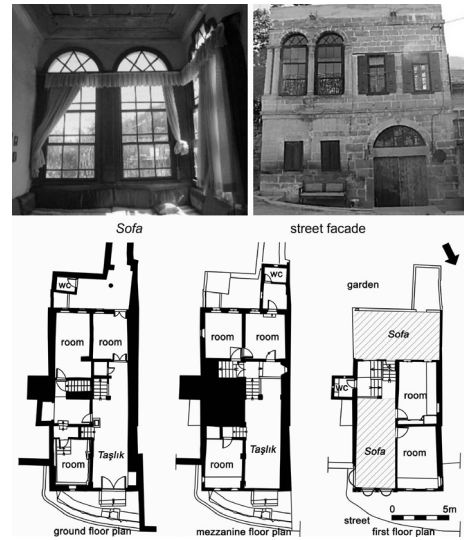 Sofa
street facade
wc
room
room
room
Taşlık
ground floor plan
wc
room
room
room
Taşlık
mezzanine floor plan
garden
Sofa
wc
room
Sofa
room
street
0 5m
first floor plan